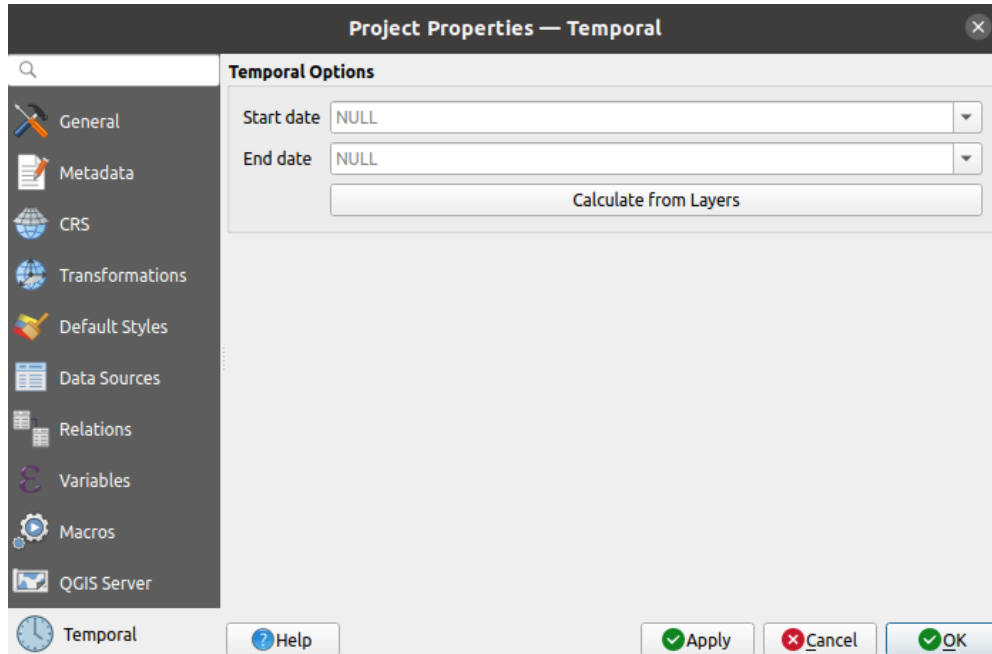 Project Properties — Temporal
General
Metadata
CRS
Transformations
Default Styles
Data Sources
Relations
Variables
Macros
QGIS Server
Temporal
Temporal Options
Start date NULL
End date NULL
Calculate from Layers
Help Apply Cancel OK